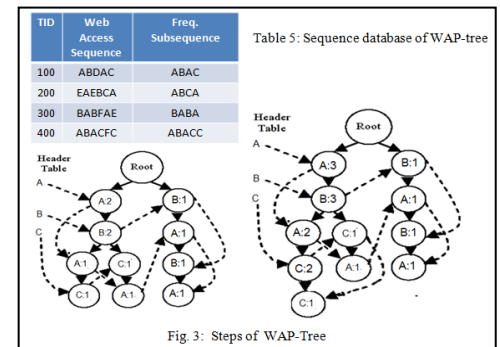 TID Web Access Sequence Freq. Subsequence
100 ABDAC ABAC
200 EAEBCA ABCA
300 BABFAE BABA
400 ABACFC ABACC
Table 5: Sequence database of WAP-tree
Header Table
Root
A
A:2
B:1
B
B:2
A:1
C
A:1
C:1
B:1
C:1
A:1
A:1
Header Table
Root
A
A:3
B:1
B
B:3
A:1
C
A:2
C:1
B:1
C:2
A:1
A:1
C:1
Fig. 3: Steps of WAP-Tree